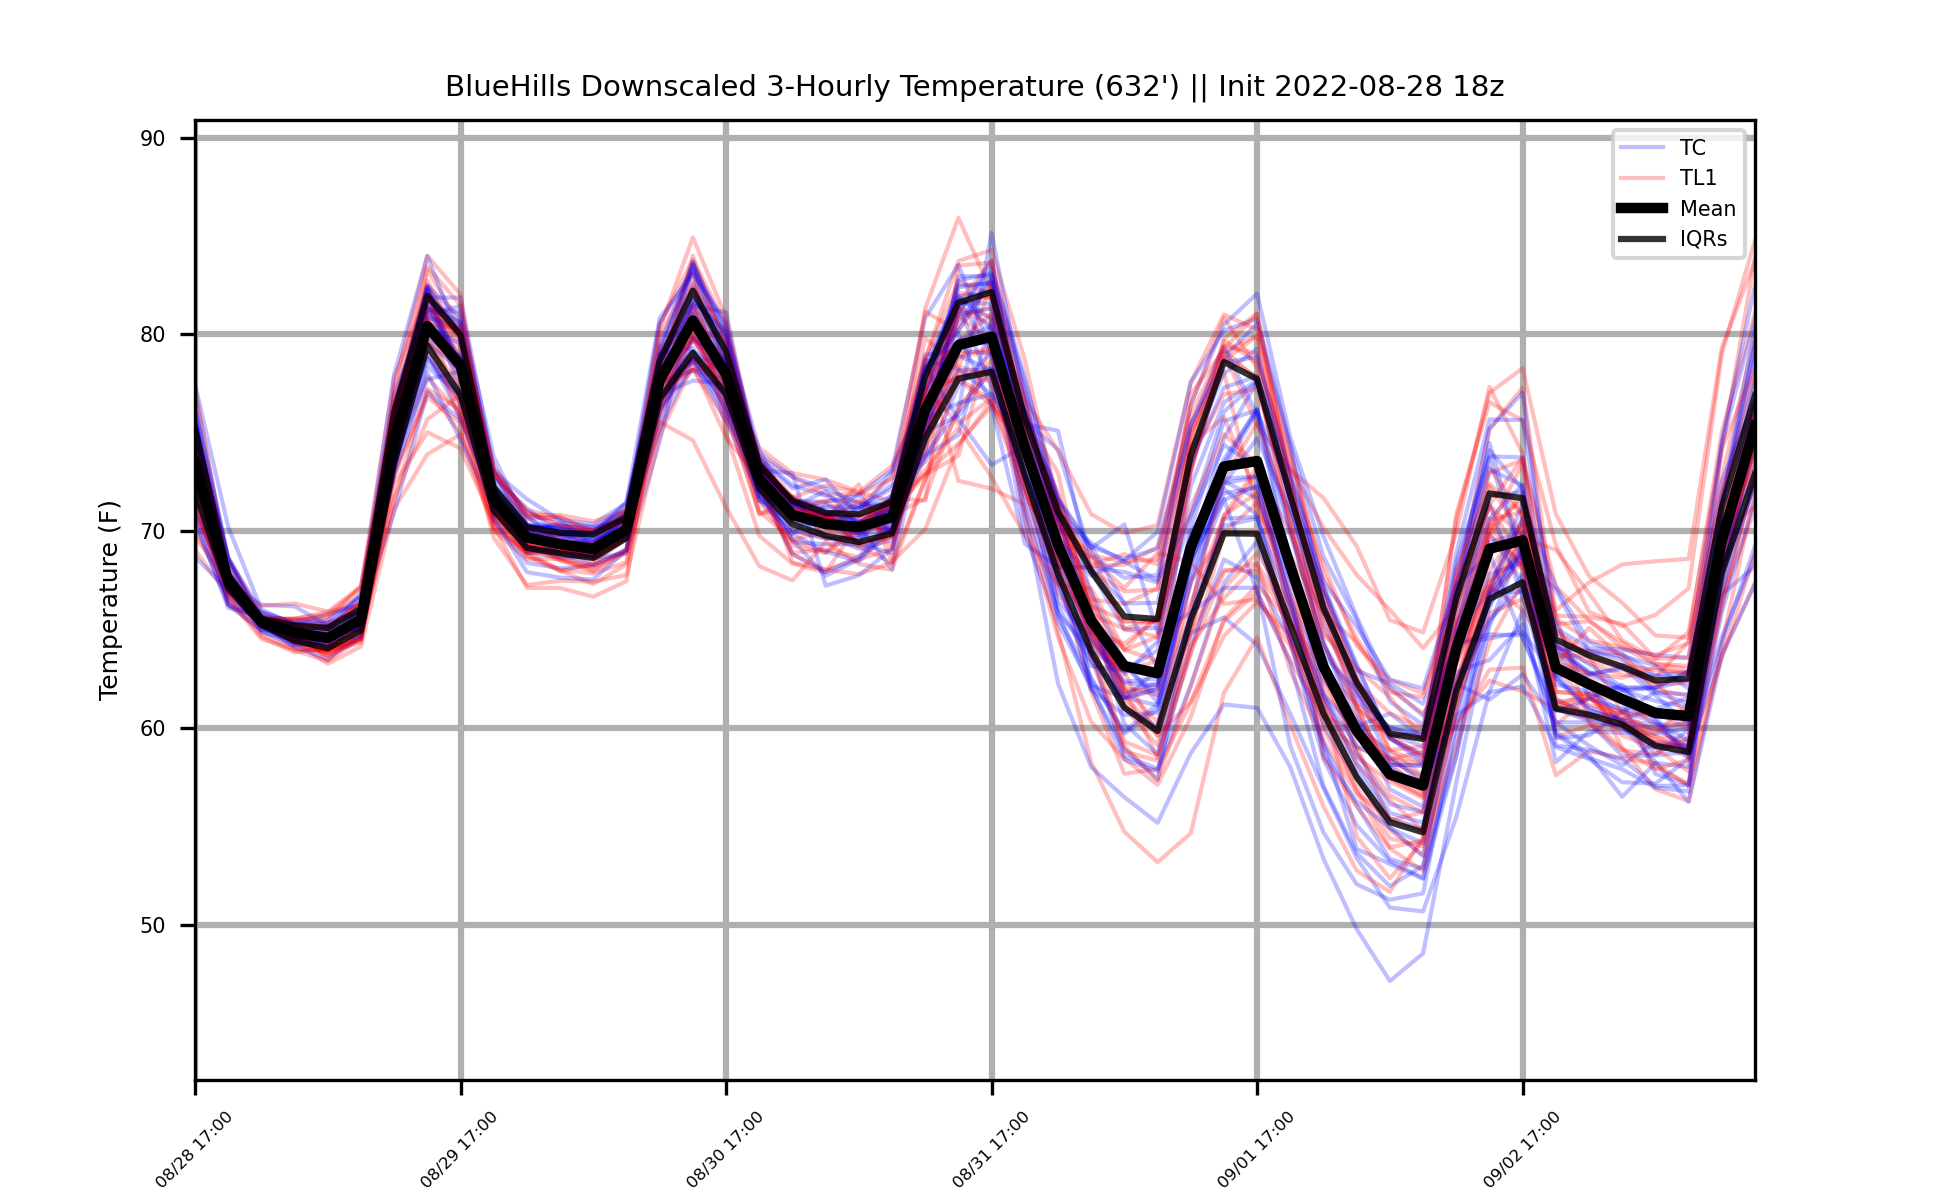 BlueHills Downscaled 3-Hourly Temperature (632') || Init 2022-08-28 18z
TC
TL1
Mean
IQRs
Temperature (F)
90
80
70
60
50
08/28 17:00
08/29 17:00
08/30 17:00
08/31 17:00
09/01 17:00
09/02 17:00